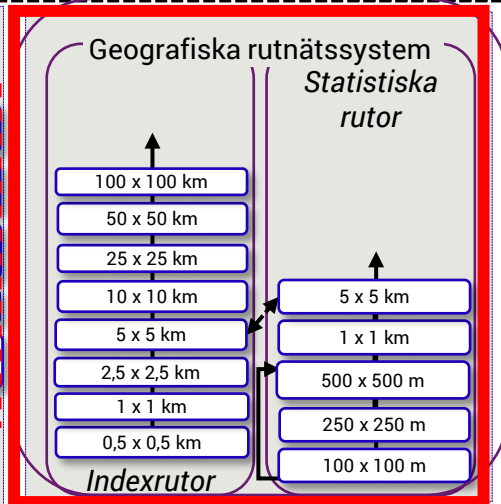 Geografiska rutnätssystem
Statistiska
rutor
100 x 100 km
50 x 50 km
25 x 25 km
10 x 10 km
5 x 5 km
2,5 x 2,5 km
1 x 1 km
0,5 x 0,5 km
Indexrutor
5 x 5 km
1 x 1 km
500 x 500 m
250 x 250 m
100 x 100 m